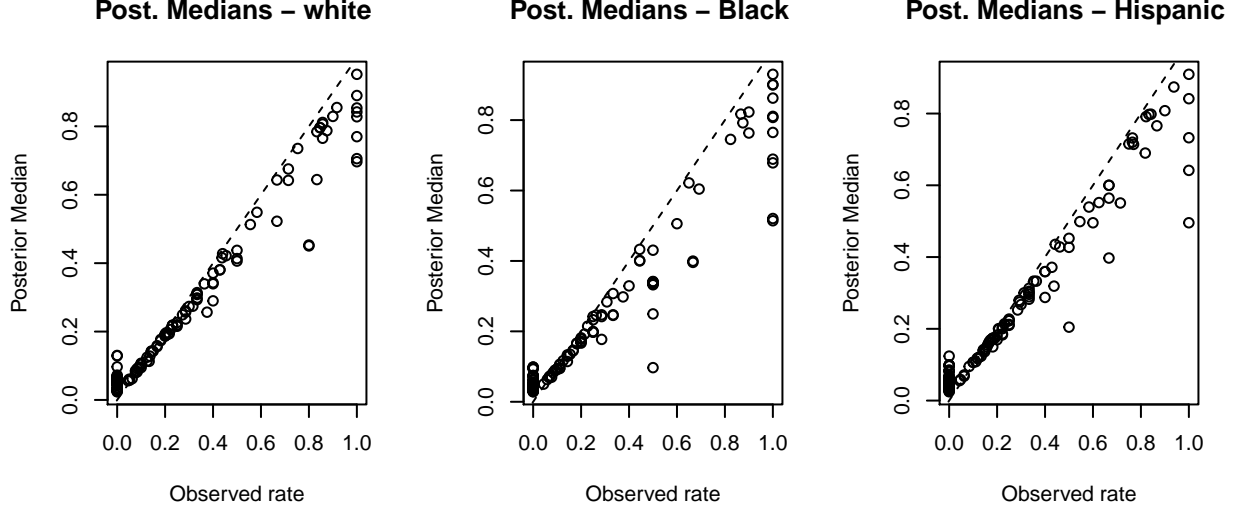 Post. Medians − white
Posterior Median
0.8
0.6
0.4
0.2
0.0
0.0 0.2 0.4 0.6 0.8 1.0
Observed rate
Post. Medians − Black
Posterior Median
0.8
0.6
0.4
0.2
0.0
0.0 0.2 0.4 0.6 0.8 1.0
Observed rate
Post. Medians − Hispanic
Posterior Median
0.8
0.6
0.4
0.2
0.0
0.0 0.2 0.4 0.6 0.8 1.0
Observed rate